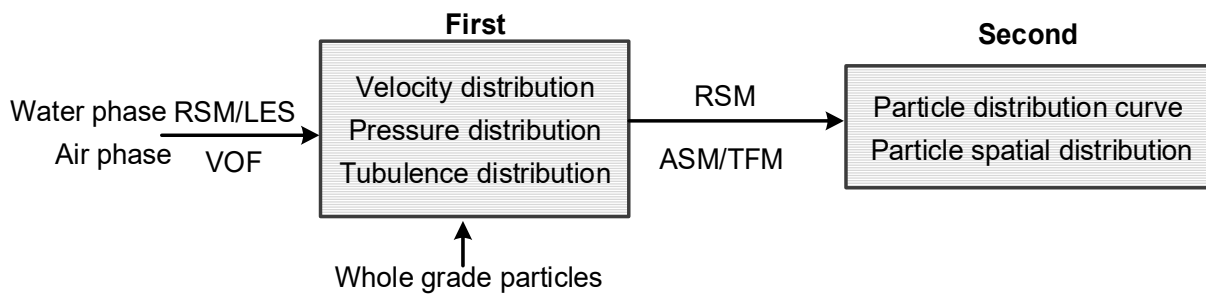 First
Second
Water phase RSM/LES
Air phase VOF
Velocity distribution
Pressure distribution
Tubulence distribution
RSM
ASM/TFM
Particle distribution curve
Particle spatial distribution
Whole grade particles